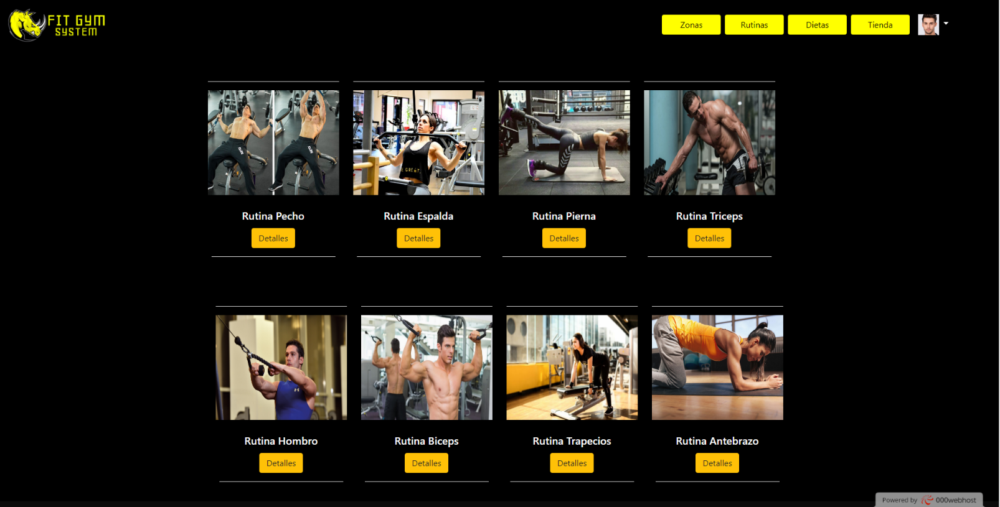 FIT GYM
SYSTEM
Zonas
Rutinas
Dietas
Tienda
Rutina Pecho
Rutina Espalda
Rutina Pierna
Rutina Triceps
Detalles
Detalles
Detalles
Detalles
Rutina Hombro
Rutina Biceps
Rutina Trapecios
Rutina Antebrazo
Detalles
Detalles
Detalles
Detalles
Powered by 000webhost